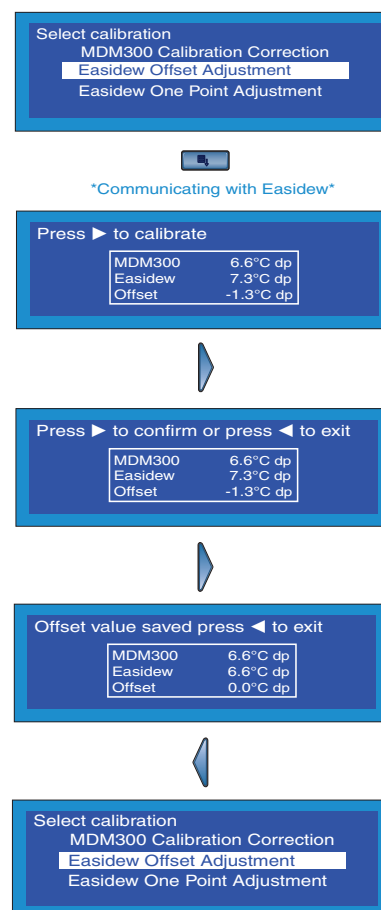 Select calibration
MDM300 Calibration Correction
Easidew Offset Adjustment
Easidew One Point Adjustment
*Communicating with Easidew*
Press ► to calibrate
MDM300 6.6°C dp
Easidew 7.3°C dp
Offset -1.3°C dp
Press ► to confirm or press ◄ to exit
MDM300 6.6°C dp
Easidew 7.3°C dp
Offset -1.3°C dp
Offset value saved press ◄ to exit
MDM300 6.6°C dp
Easidew 6.6°C dp
Offset 0.0°C dp
Select calibration
MDM300 Calibration Correction
Easidew Offset Adjustment
Easidew One Point Adjustment